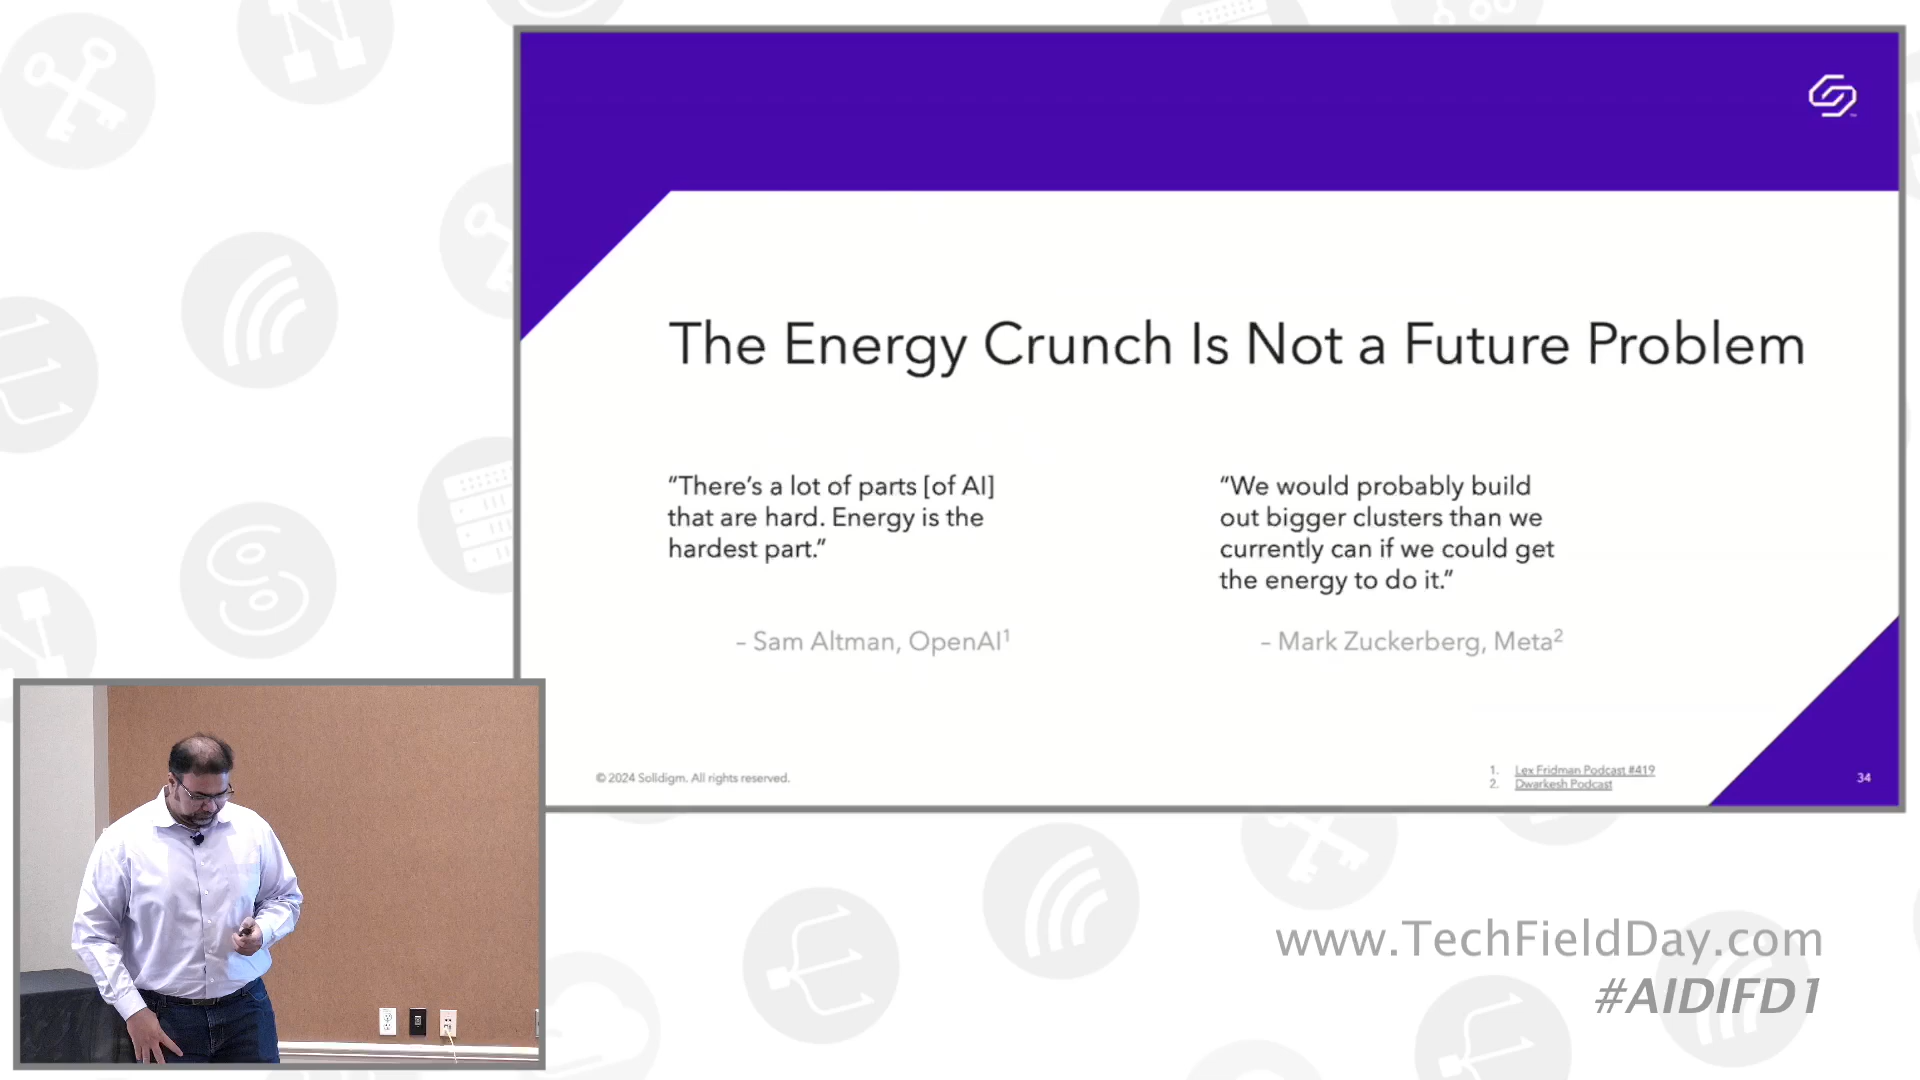 The Energy Crunch Is Not a Future Problem
“There’s a lot of parts [of AI]
that are hard. Energy is the
hardest part.”
– Sam Altman, OpenAI¹
“We would probably build
out bigger clusters than we
currently can if we could get
the energy to do it.”
– Mark Zuckerberg, Meta²
© 2024 Solidigm. All rights reserved.
1. Lex Fridman Podcast #419
2. Dwarkesh Podcast
34
www.TechFieldDay.com
#AIDIFD1